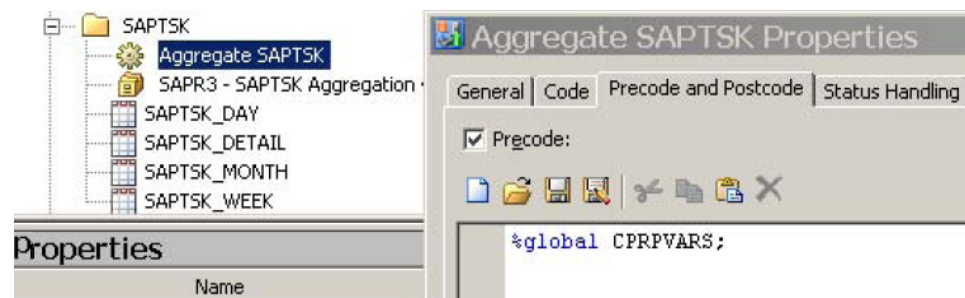 SAPTSK
Aggregate SAPTSK
SAPR3 - SAPTSK Aggregation
SAPTSK_DAY
SAPTSK_DETAIL
SAPTSK_MONTH
SAPTSK_WEEK
Properties
Name
Aggregate SAPTSK Properties
General Code Precode and Postcode Status Handling
Precode:
%global CPRPVARS;